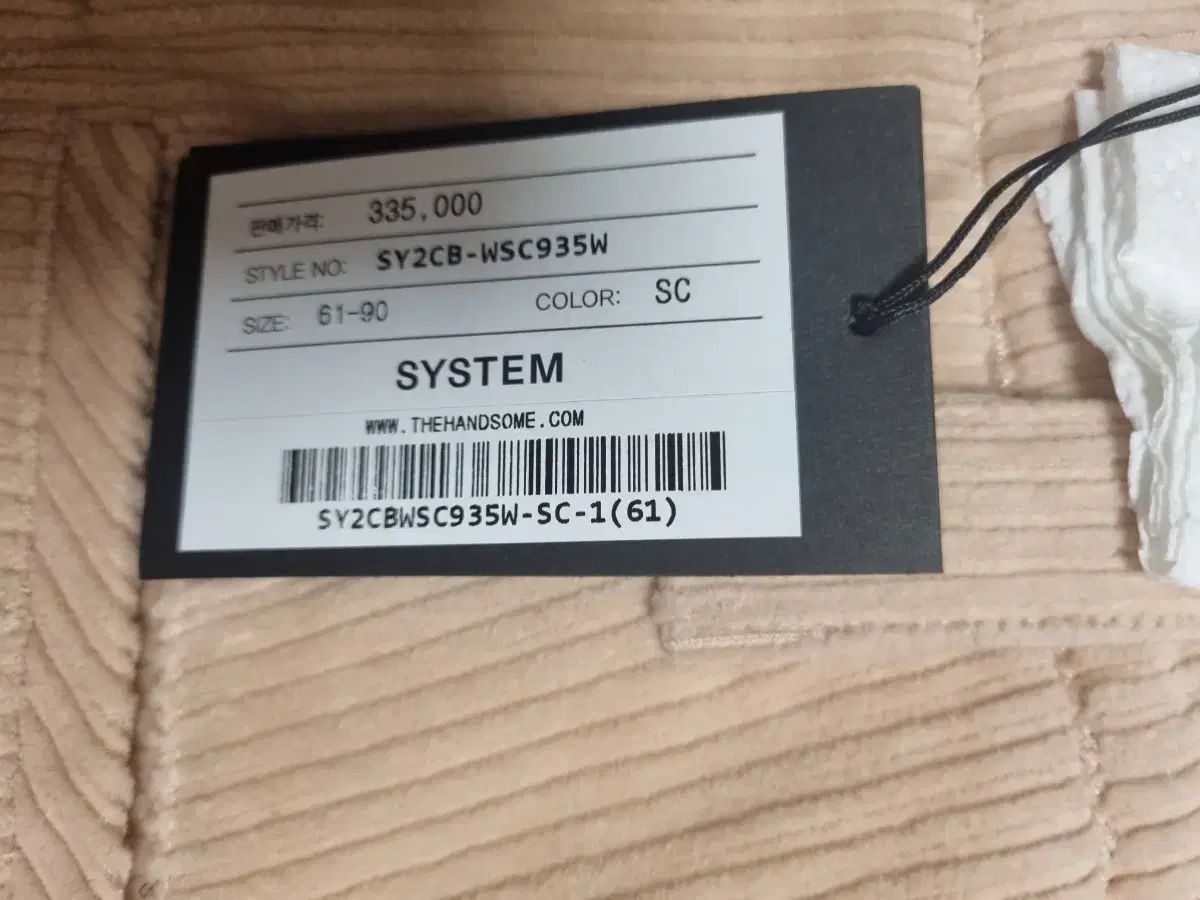 판매가격: 335,000
STYLE NO: SY2CB-WSC935W
SIZE: 61-90 COLOR: SC
SYSTEM
WWW.THEHANDSOME.COM
SY2CBWSC935W-SC-1(61)